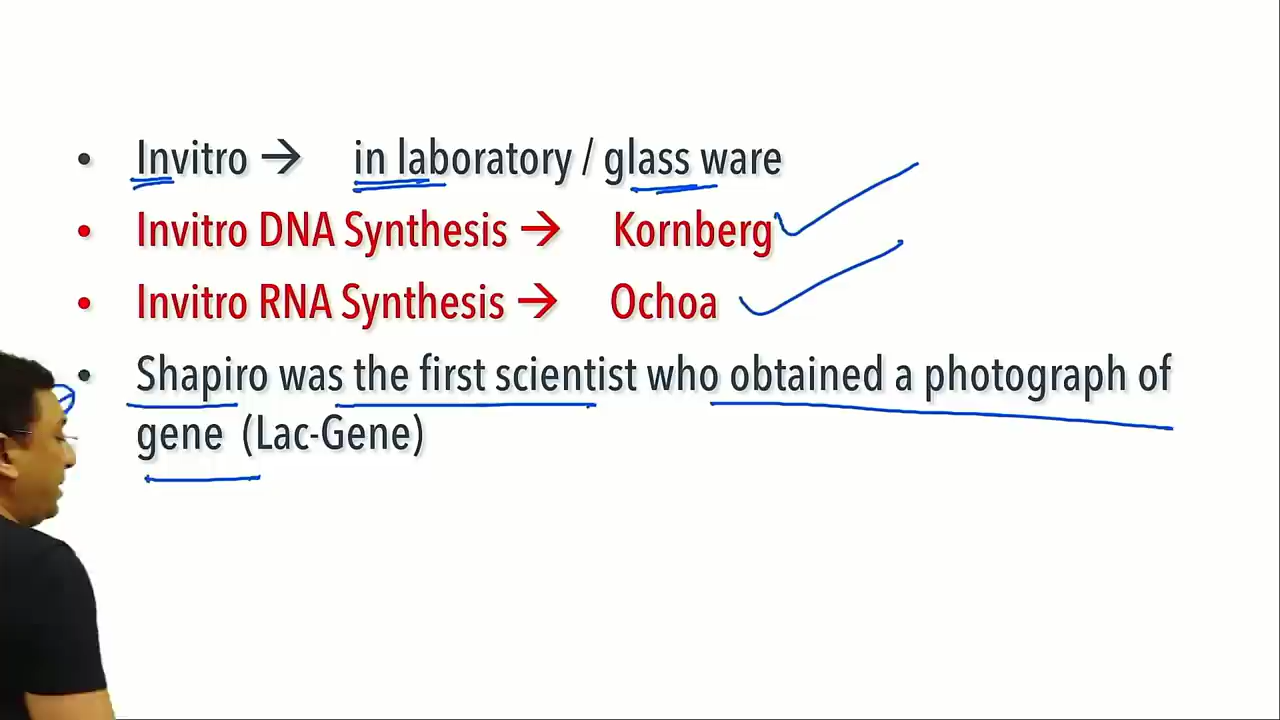 • Invitro → in laboratory / glass ware
• Invitro DNA Synthesis → Kornberg
• Invitro RNA Synthesis → Ochoa
• Shapiro was the first scientist who obtained a photograph of
gene (Lac-Gene)